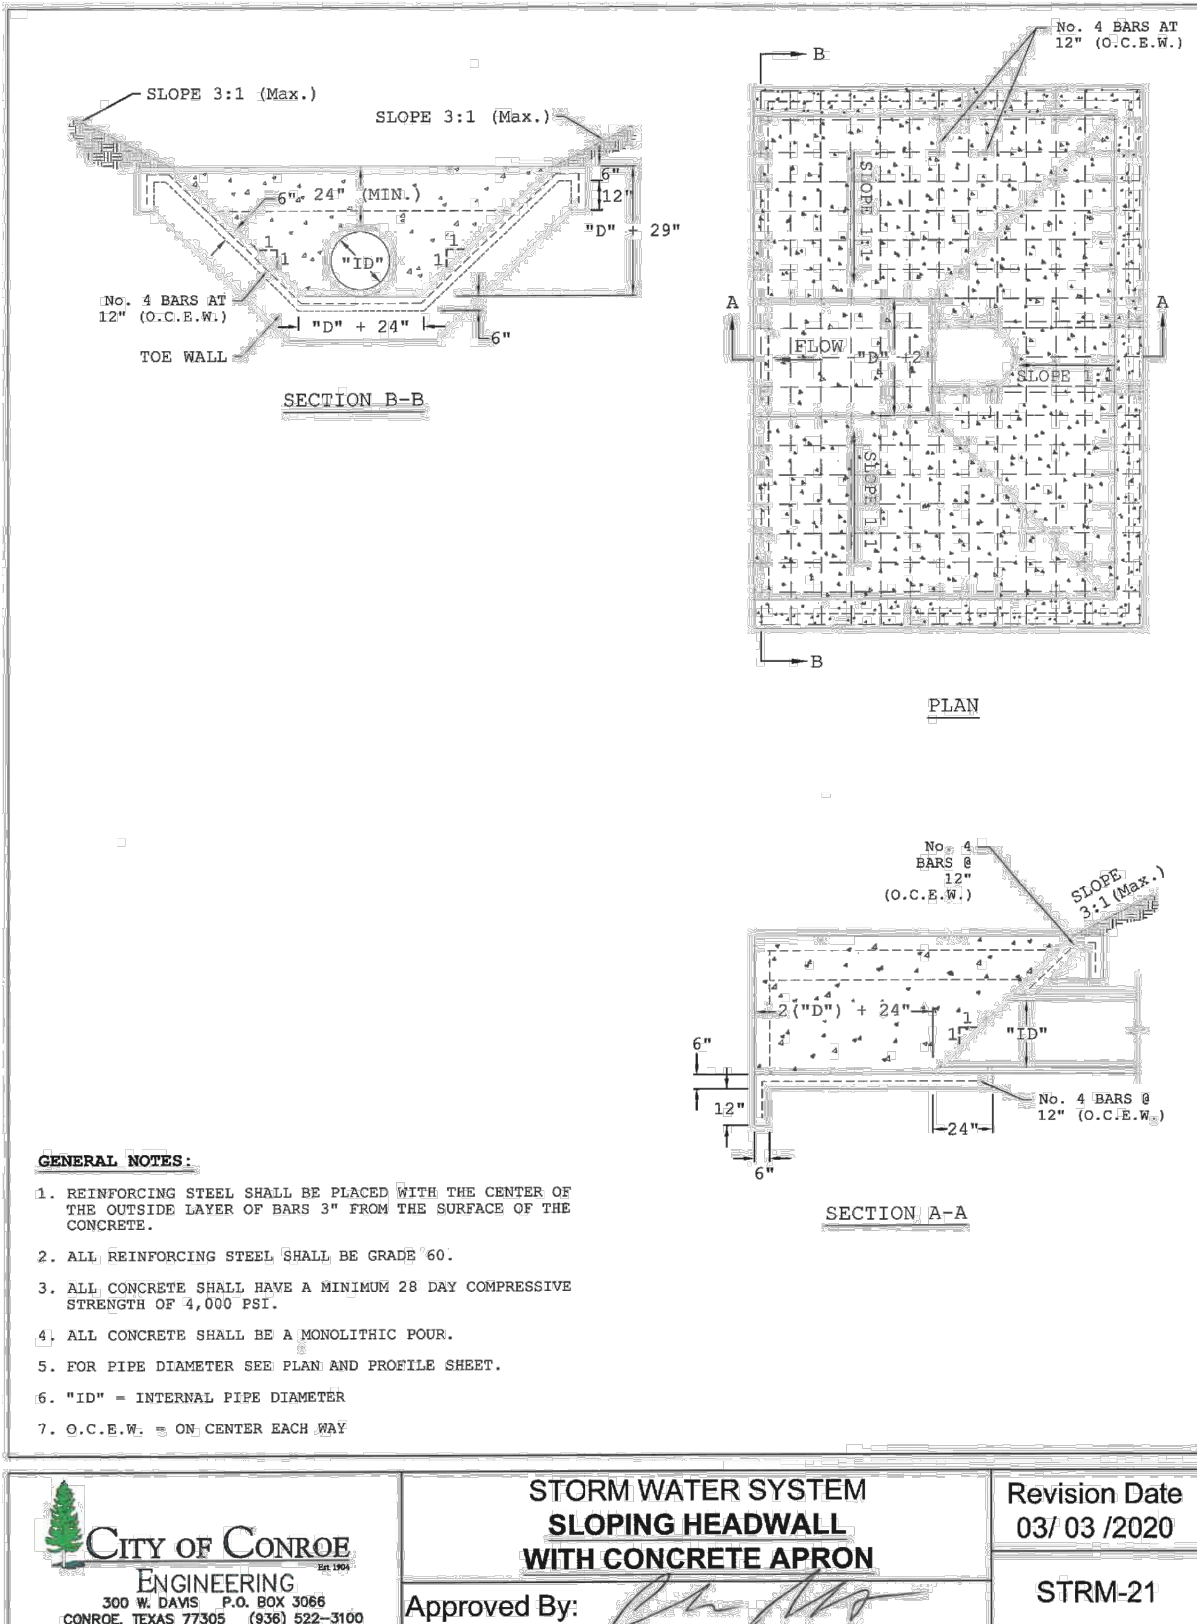 SLOPE 3:1 (Max.)
SLOPE 3:1 (Max.)
6"
24" (MIN.)
6"
12"
"D" + 29"
1
1
"ID"
1
1
No. 4 BARS AT
12" (O.C.E.W.)
"D" + 24"
6"
TOE WALL
SECTION B-B
No. 4 BARS AT
12" (O.C.E.W.)
B
SLOPE 1:1
A
A
FLOW
"D" +2'
SLOPE 1:1
SLOPE 1:1
B
PLAN
No. 4
BARS @
12"
(O.C.E.W.)
SLOPE
3:1 (Max.)
2("D") + 24"
1
1
"ID"
6"
12"
No. 4 BARS @
12" (O.C.E.W.)
24"
6"
SECTION A-A
GENERAL NOTES:
1. REINFORCING STEEL SHALL BE PLACED WITH THE CENTER OF
THE OUTSIDE LAYER OF BARS 3" FROM THE SURFACE OF THE
CONCRETE.
2. ALL REINFORCING STEEL SHALL BE GRADE 60.
3. ALL CONCRETE SHALL HAVE A MINIMUM 28 DAY COMPRESSIVE
STRENGTH OF 4,000 PSI.
4. ALL CONCRETE SHALL BE A MONOLITHIC POUR.
5. FOR PIPE DIAMETER SEE PLAN AND PROFILE SHEET.
6. "ID" = INTERNAL PIPE DIAMETER
7. O.C.E.W. = ON CENTER EACH WAY
CITY OF CONROE
Est. 1904
ENGINEERING
300 W. DAVIS P.O. BOX 3066
CONROE, TEXAS 77305 (936) 522-3100
STORM WATER SYSTEM
SLOPING HEADWALL
WITH CONCRETE APRON
Approved By:
Revision Date
03/ 03 /2020
STRM-21